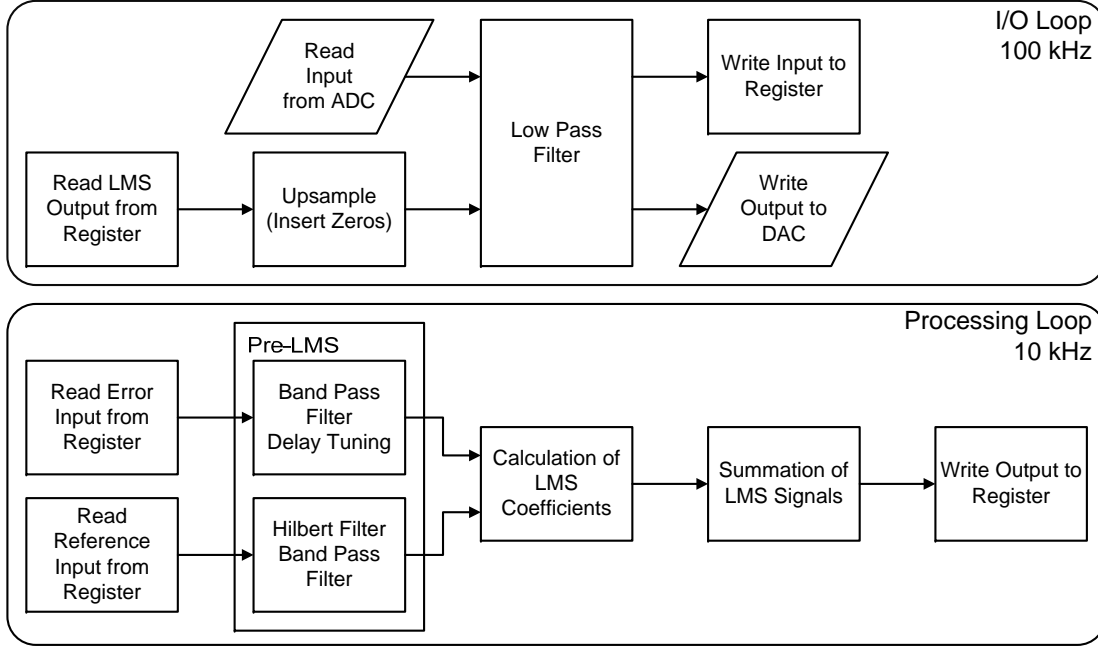 I/O Loop
100 kHz
Read
Input
from ADC
Low Pass
Filter
Write Input to
Register
Read LMS
Output from
Register
Upsample
(Insert Zeros)
Write
Output to
DAC
Processing Loop
10 kHz
Pre-LMS
Read Error
Input from
Register
Band Pass
Filter
Delay Tuning
Calculation of
LMS
Coefficients
Summation of
LMS Signals
Write Output to
Register
Read
Reference
Input from
Register
Hilbert Filter
Band Pass
Filter